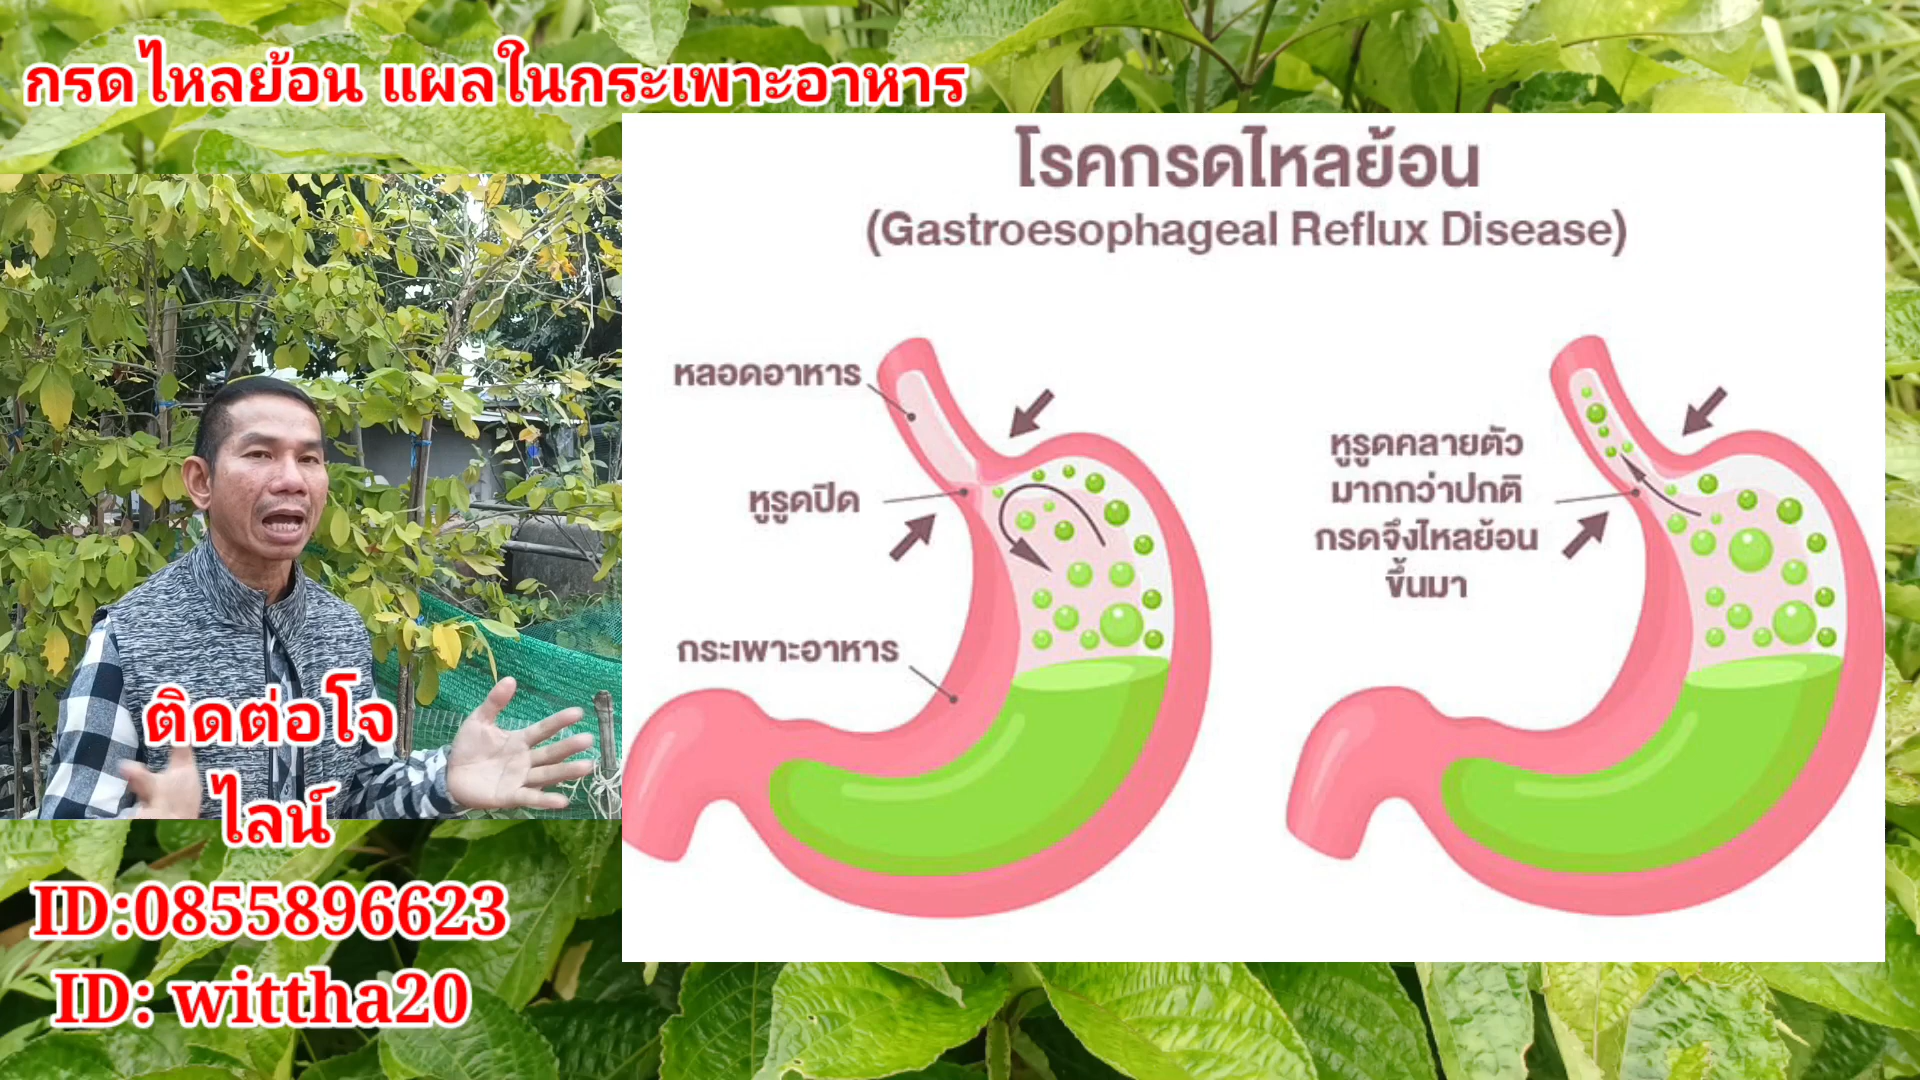 กรดไหลย้อน แผลในกระเพาะอาหาร
โรคกรดไหลย้อน
(Gastroesophageal Reflux Disease)
หลอดอาหาร
หูรูดปิด
กระเพาะอาหาร
หูรูดคลายตัว
มากกว่าปกติ
กรดจึงไหลย้อน
ขึ้นมา
ติดต่อโจ
ไลน์
ID:0855896623
ID: wittha20